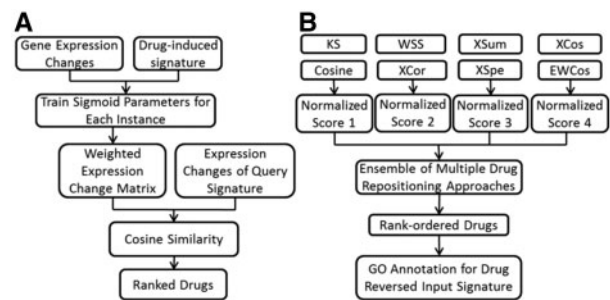 A
Gene Expression
Changes
Drug-induced
signature
Train Sigmoid Parameters for
Each Instance
Weighted
Expression
Change Matrix
Expression
Changes of Query
Signature
Cosine Similarity
Ranked Drugs
B
KS
WSS
XSum
XCos
Cosine
XCor
XSpe
EWCos
Normalized
Score 1
Normalized
Score 2
Normalized
Score 3
Normalized
Score 4
Ensemble of Multiple Drug
Repositioning Approaches
Rank-ordered Drugs
GO Annotation for Drug
Reversed Input Signature